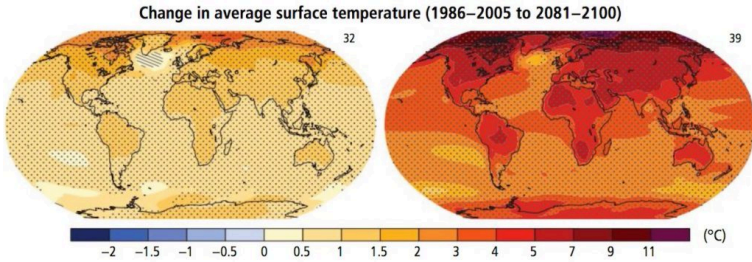 Change in average surface temperature (1986–2005 to 2081–2100)
32
39
(°C)
−2 −1.5 −1 −0.5 0 0.5 1 1.5 2 3 4 5 7 9 11